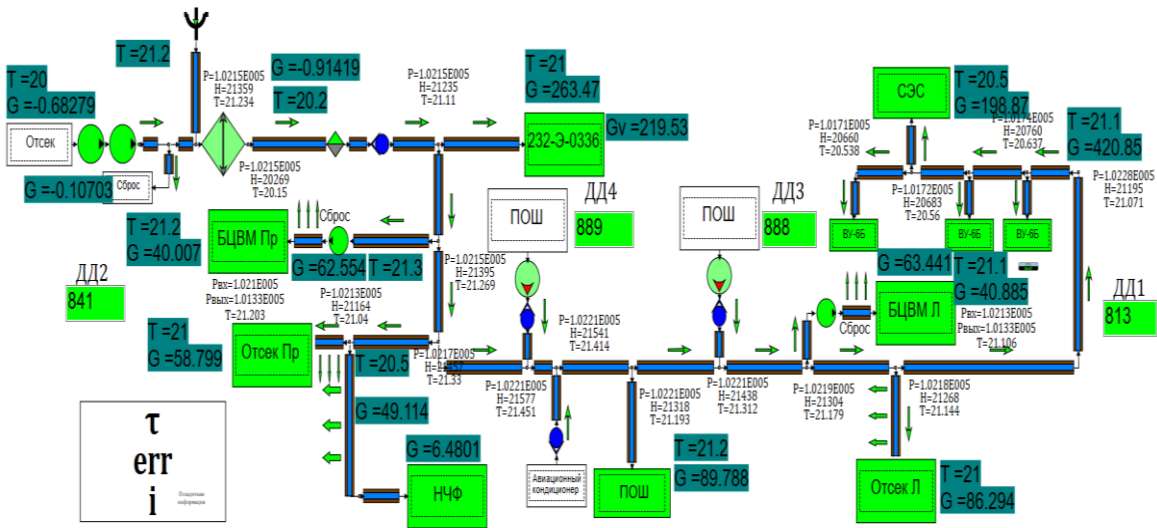 T =21.2
T =20
G =-0.68279
Отсек
G =-0.10703
Сброс
P=1.0215E005
H=21359
T=21.234
G =-0.91419
T =20.2
P=1.0215E005
H=21235
T=21.11
T =21
G =263.47
232-Э-0336
Gv =219.53
P=1.0215E005
H=20269
T=20.15
T =21.2
G =40.007
БЦВМ Пр
Сброс
G =62.554
T =21.3
P=1.0215E005
H=21395
T=21.269
Pвх=1.021E005
Pвых=1.0133E005
T=21.203
ДД2
841
P=1.0213E005
H=21164
T=21.04
T =21
G =58.799
Отсек Пр
T =20.5
P=1.0217E005
T=21.33
G =49.114
G =6.4801
НЧФ
τ
err
i
Отладочная
информация
ПОШ
ДД4
889
P=1.0221E005
H=21541
T=21.414
P=1.0221E005
H=21577
T=21.451
Авиационный
кондиционер
P=1.0221E005
H=21318
T=21.193
ПОШ
T =21.2
G =89.788
ПОШ
ДД3
888
P=1.0221E005
H=21438
T=21.312
СЭС
T =20.5
G =198.87
P=1.0171E005
H=20660
T=20.538
P=1.0174E005
H=20760
T=20.637
T =21.1
G =420.85
P=1.0228E005
H=21195
T=21.071
P=1.0172E005
H=20683
T=20.56
ВУ-6Б
ВУ-6Б
ВУ-6Б
G =63.441
T =21.1
G =40.885
БЦВМ Л
Сброс
Pвх=1.0213E005
Pвых=1.0133E005
T=21.106
ДД1
813
P=1.0219E005
H=21304
T=21.179
P=1.0218E005
H=21268
T=21.144
Отсек Л
T =21
G =86.294